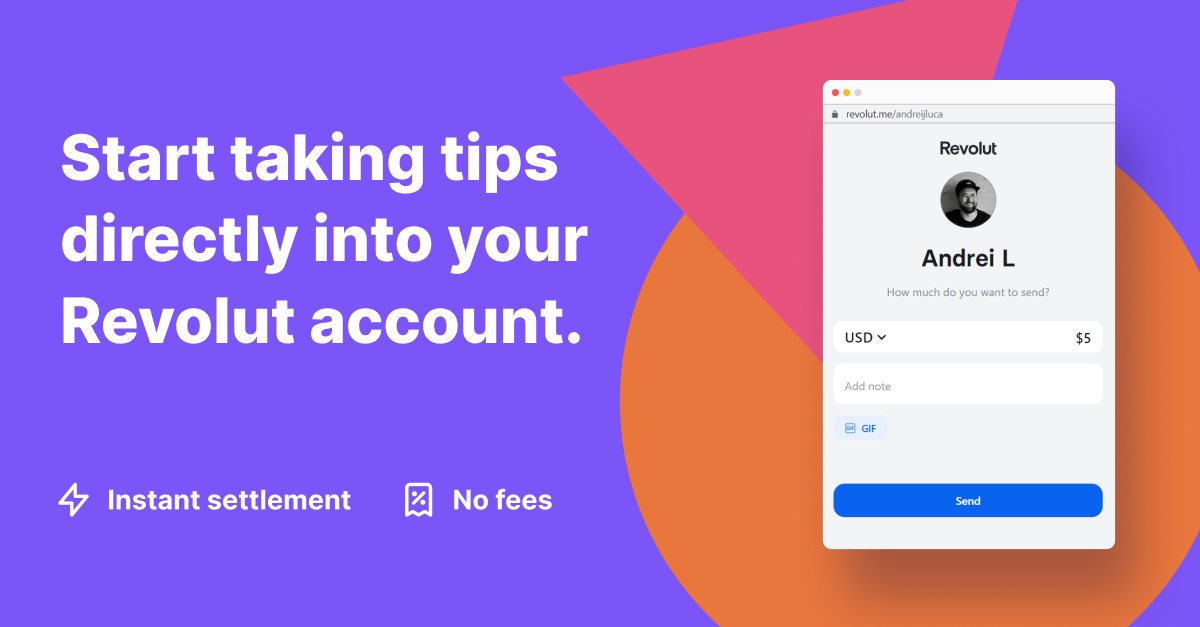 Start taking tips
directly into your
Revolut account.
Instant settlement
No fees
revolut.me/andreijluca
Revolut
Andrei L
How much do you want to send?
USD
$5
Add note
GIF
GIF
Send